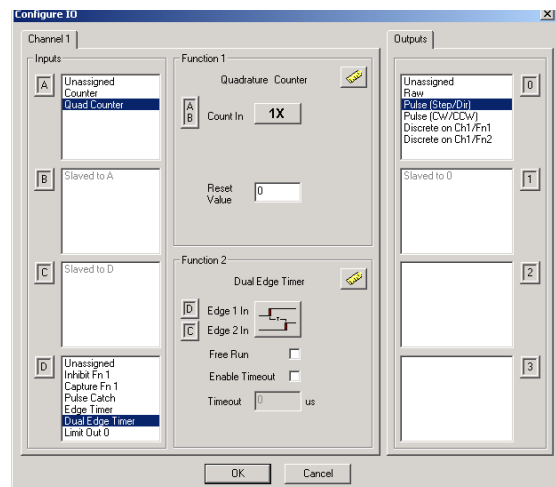 Configure IO
Channel 1
Inputs
A
Unassigned
Counter
Quad Counter
B
Slaved to A
C
Slaved to D
D
Unassigned
Inhibit Fn 1
Capture Fn 1
Pulse Catch
Edge Timer
Dual Edge Timer
Limit Out 0
Function 1
Quadrature Counter
A
B
Count In
1X
Reset
Value
0
Function 2
Dual Edge Timer
D
Edge 1 In
C
Edge 2 In
T
Free Run
Enable Timeout
Timeout
0
us
Outputs
Unassigned
Raw
Pulse (Step/Dir)
Pulse (CW/CCW)
Discrete on Ch1/Fn1
Discrete on Ch1/Fn2
0
Slaved to 0
1
2
3
OK
Cancel